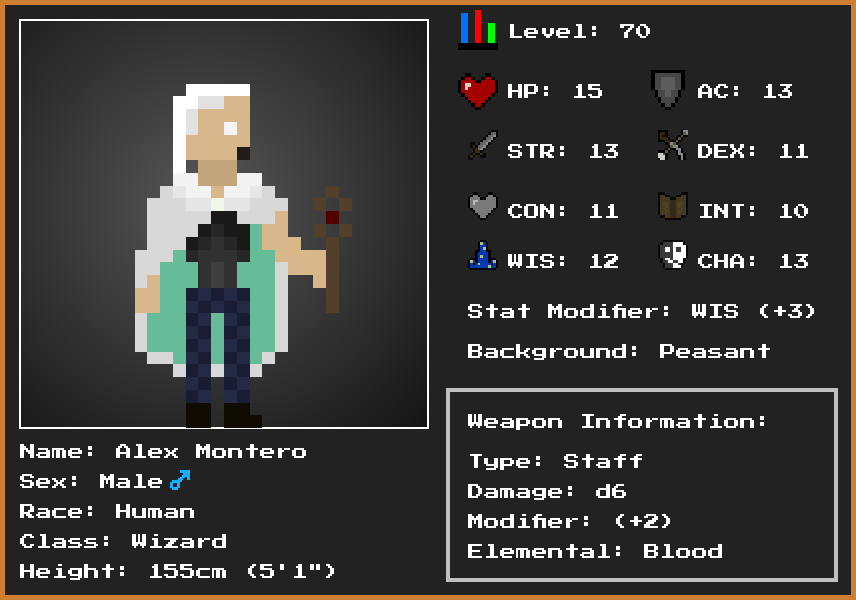 Level: 70
HP: 15
AC: 13
STR: 13
DEX: 11
CON: 11
INT: 10
WIS: 12
CHA: 13
Stat Modifier: WIS (+3)
Background: Peasant
Weapon Information:
Type: Staff
Damage: d6
Modifier: (+2)
Elemental: Blood
Name: Alex Montero
Sex: Male ♂
Race: Human
Class: Wizard
Height: 155cm (5'1")